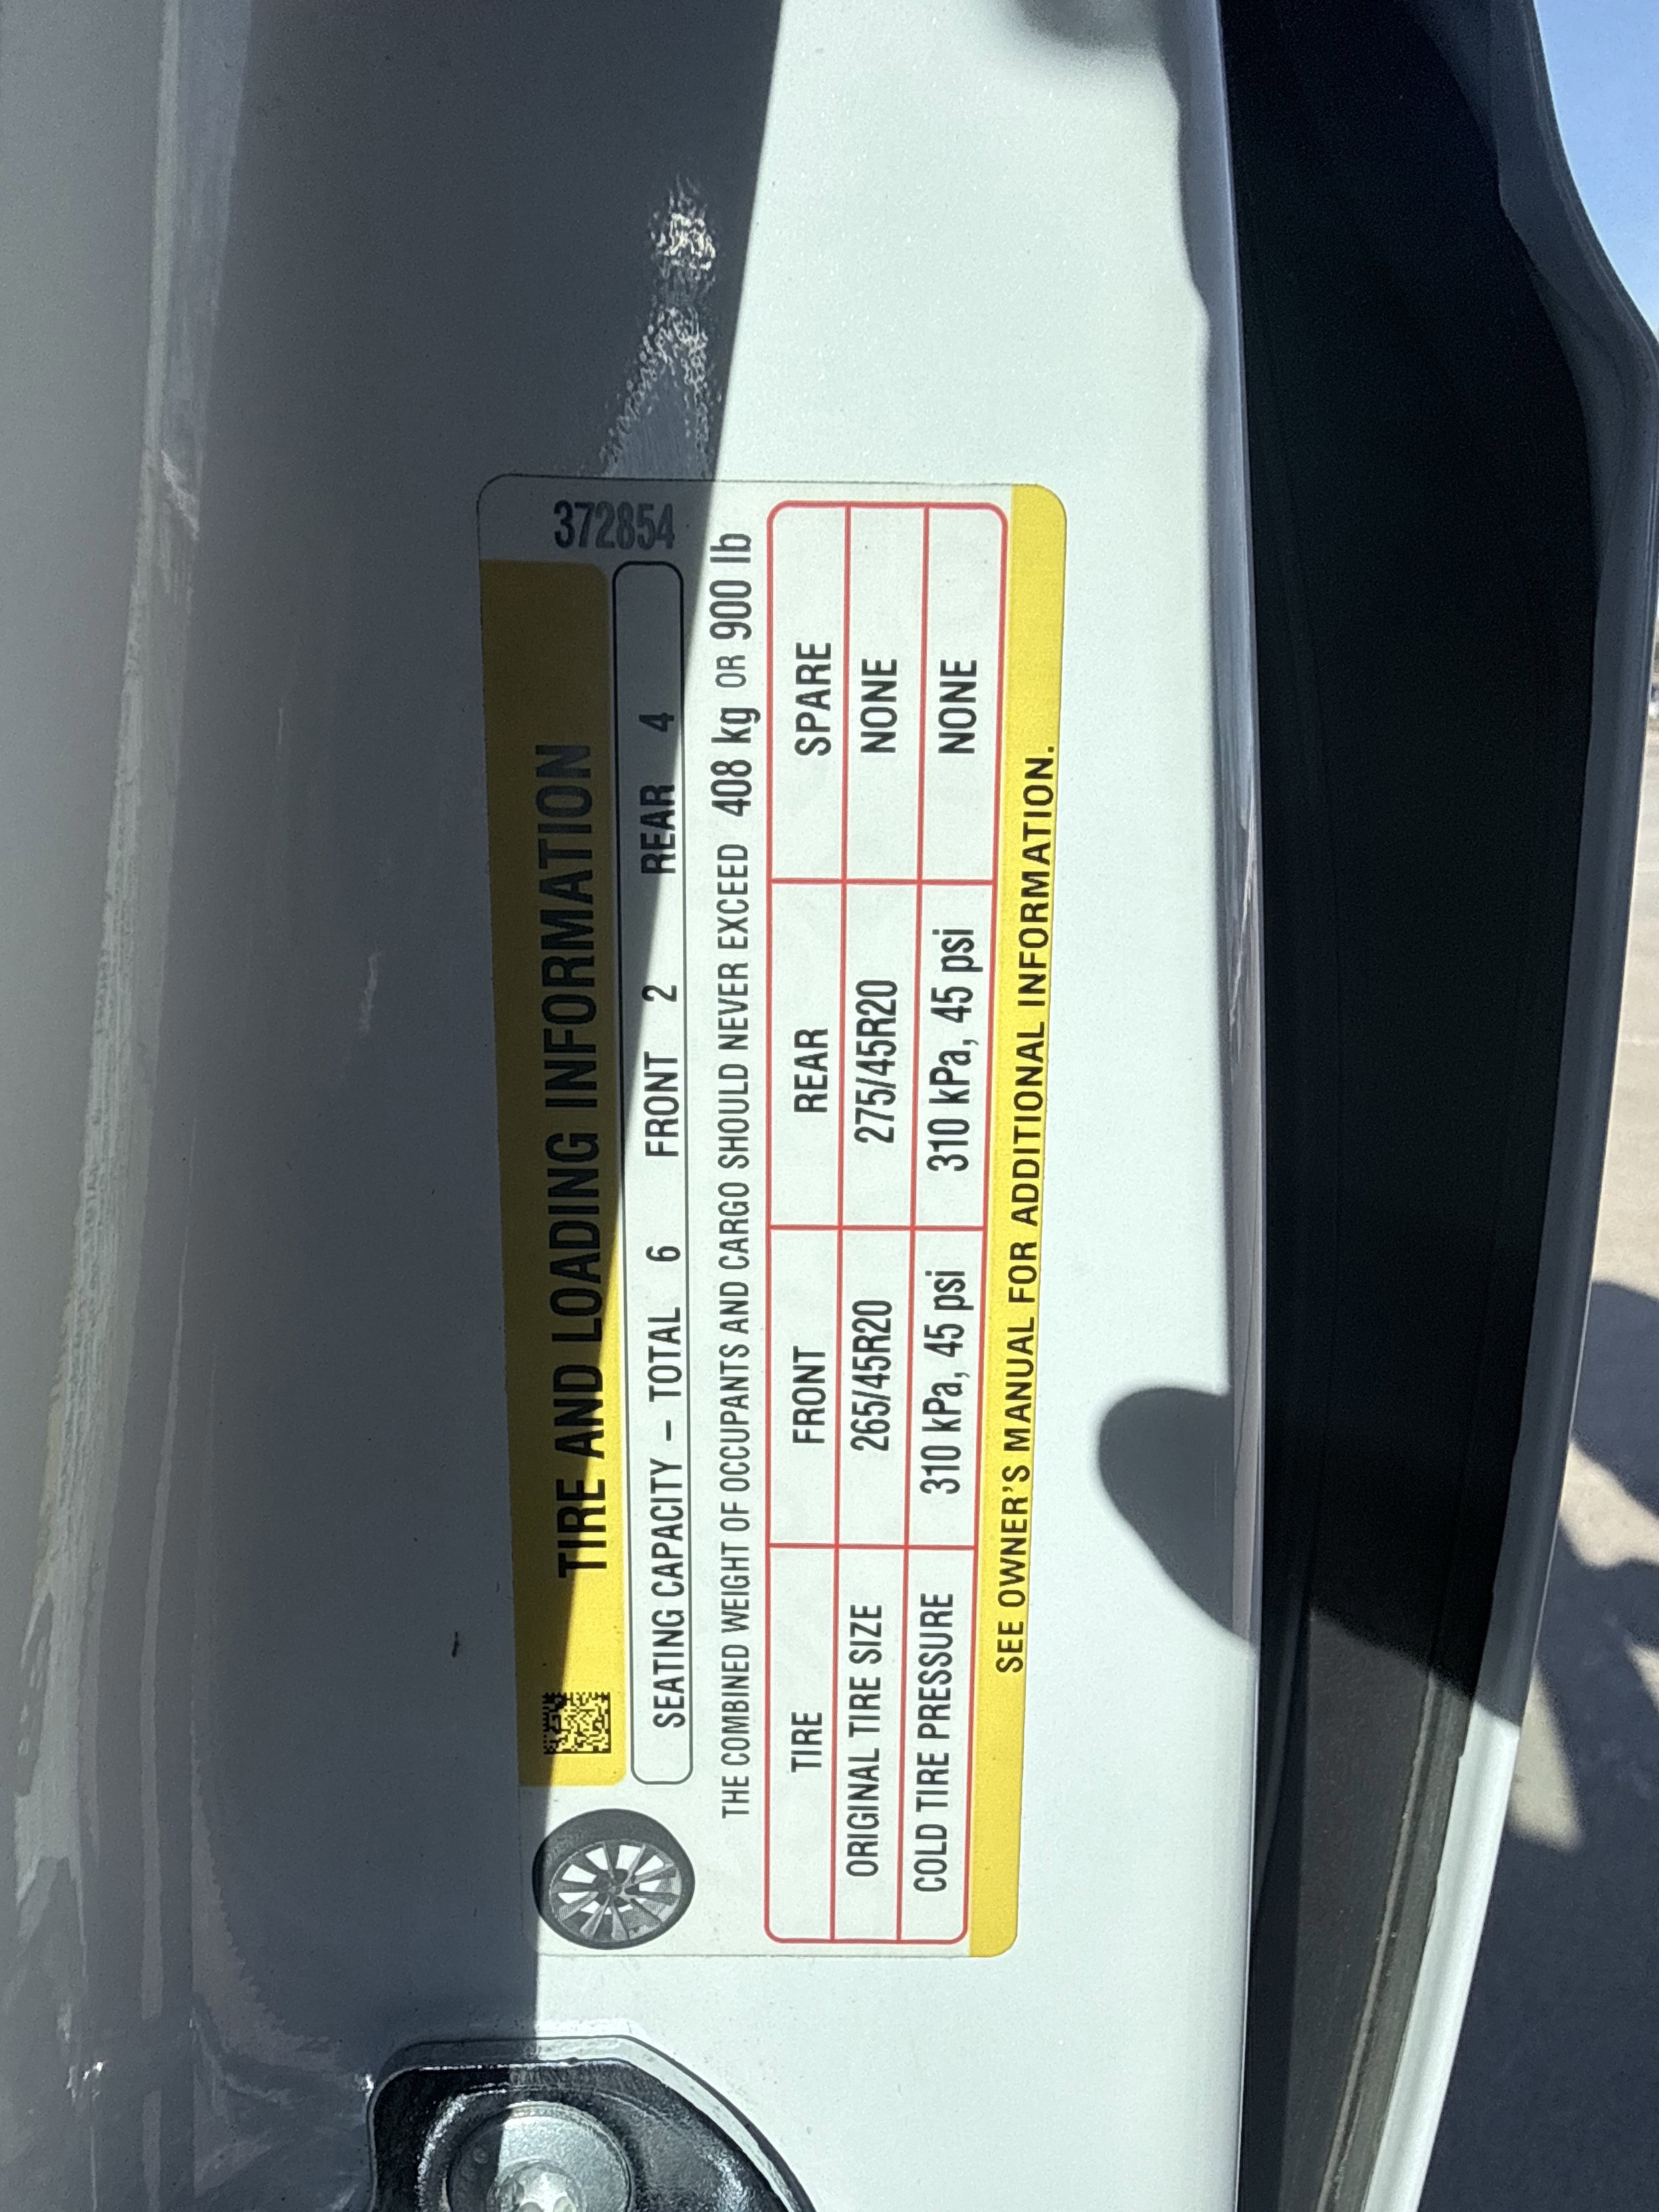 TIRE AND LOADING INFORMATION
372854
SEATING CAPACITY – TOTAL 6 FRONT 2 REAR 4
THE COMBINED WEIGHT OF OCCUPANTS AND CARGO SHOULD NEVER EXCEED 408 kg OR 900 lb
TIRE FRONT REAR SPARE
ORIGINAL TIRE SIZE 265/45R20 275/45R20 NONE
COLD TIRE PRESSURE 310 kPa, 45 psi 310 kPa, 45 psi NONE
SEE OWNER'S MANUAL FOR ADDITIONAL INFORMATION.